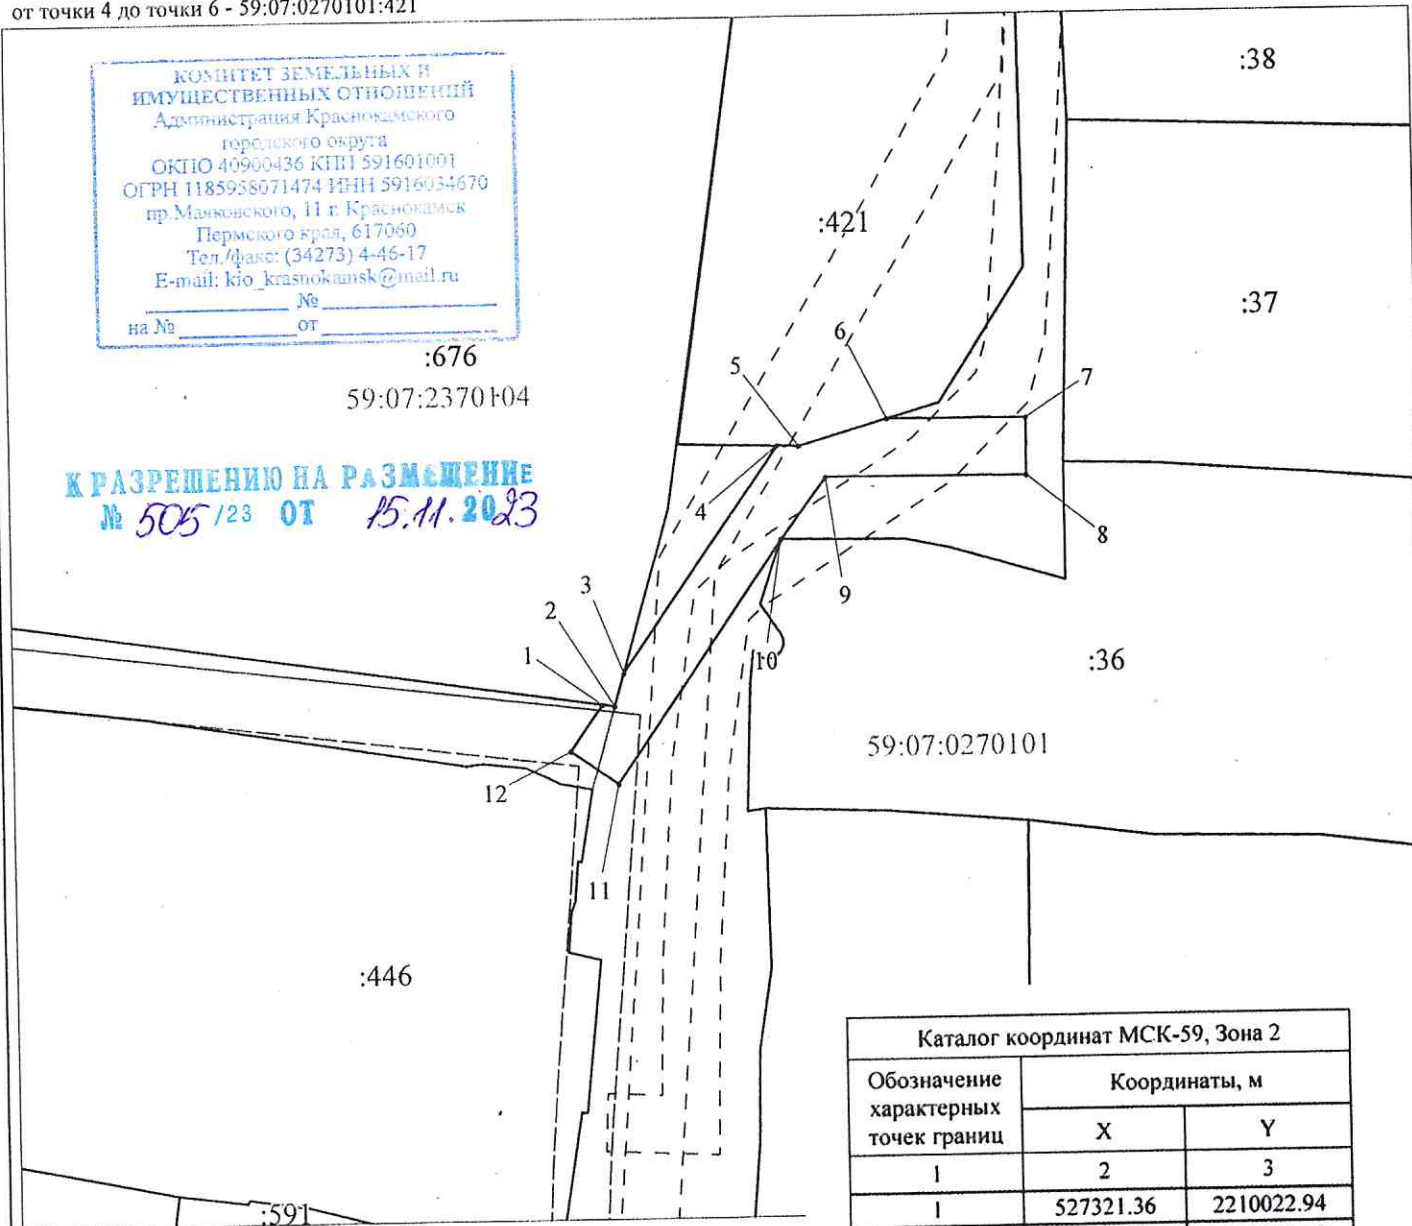 от точки 4 до точки 6 - 59:07:0270101:421
КОМИТЕТ ЗЕМЕЛЬНЫХ И
ИМУЩЕСТВЕННЫХ ОТНОШЕНИЙ
Администрация Краснокамского
городского округа
ОКПО 40900436 КПП 591601001
ОГРН 1185958071474 ИНН 5916034670
пр.Маяковского, 11 г. Краснокамск
Пермского края, 617060
Тел./факс: (34273) 4-46-17
E-mail: kio_krasnokamsk@mail.ru
№
на № от
:38
:421
:37
6
:676
5
7
59:07:2370104
К РАЗРЕШЕНИЮ НА РАЗМЕЩЕНИЕ
№ 505/23 ОТ 15.11.2023
4
8
3
9
2
1
10
:36
59:07:0270101
12
11
:446
Каталог координат МСК-59, Зона 2
Обозначение характерных точек границ
Координаты, м
X Y
1 2 3
1 527321.36 2210022.94
:591